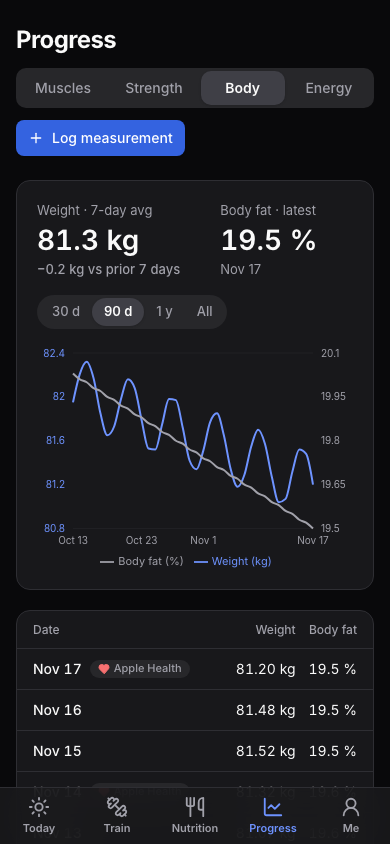 Progress
Muscles Strength Body Energy
+ Log measurement
Weight · 7-day avg Body fat · latest
81.3 kg 19.5 %
−0.2 kg vs prior 7 days Nov 17
30 d 90 d 1 y All
82.4 20.1
82 19.95
81.6 19.8
81.2 19.65
80.8 19.5
Oct 13 Oct 23 Nov 1 Nov 17
Body fat (%) Weight (kg)
Date Weight Body fat
Nov 17 Apple Health 81.20 kg 19.5 %
Nov 16 81.48 kg 19.5 %
Nov 15 81.52 kg 19.5 %
Today Train Nutrition Progress Me